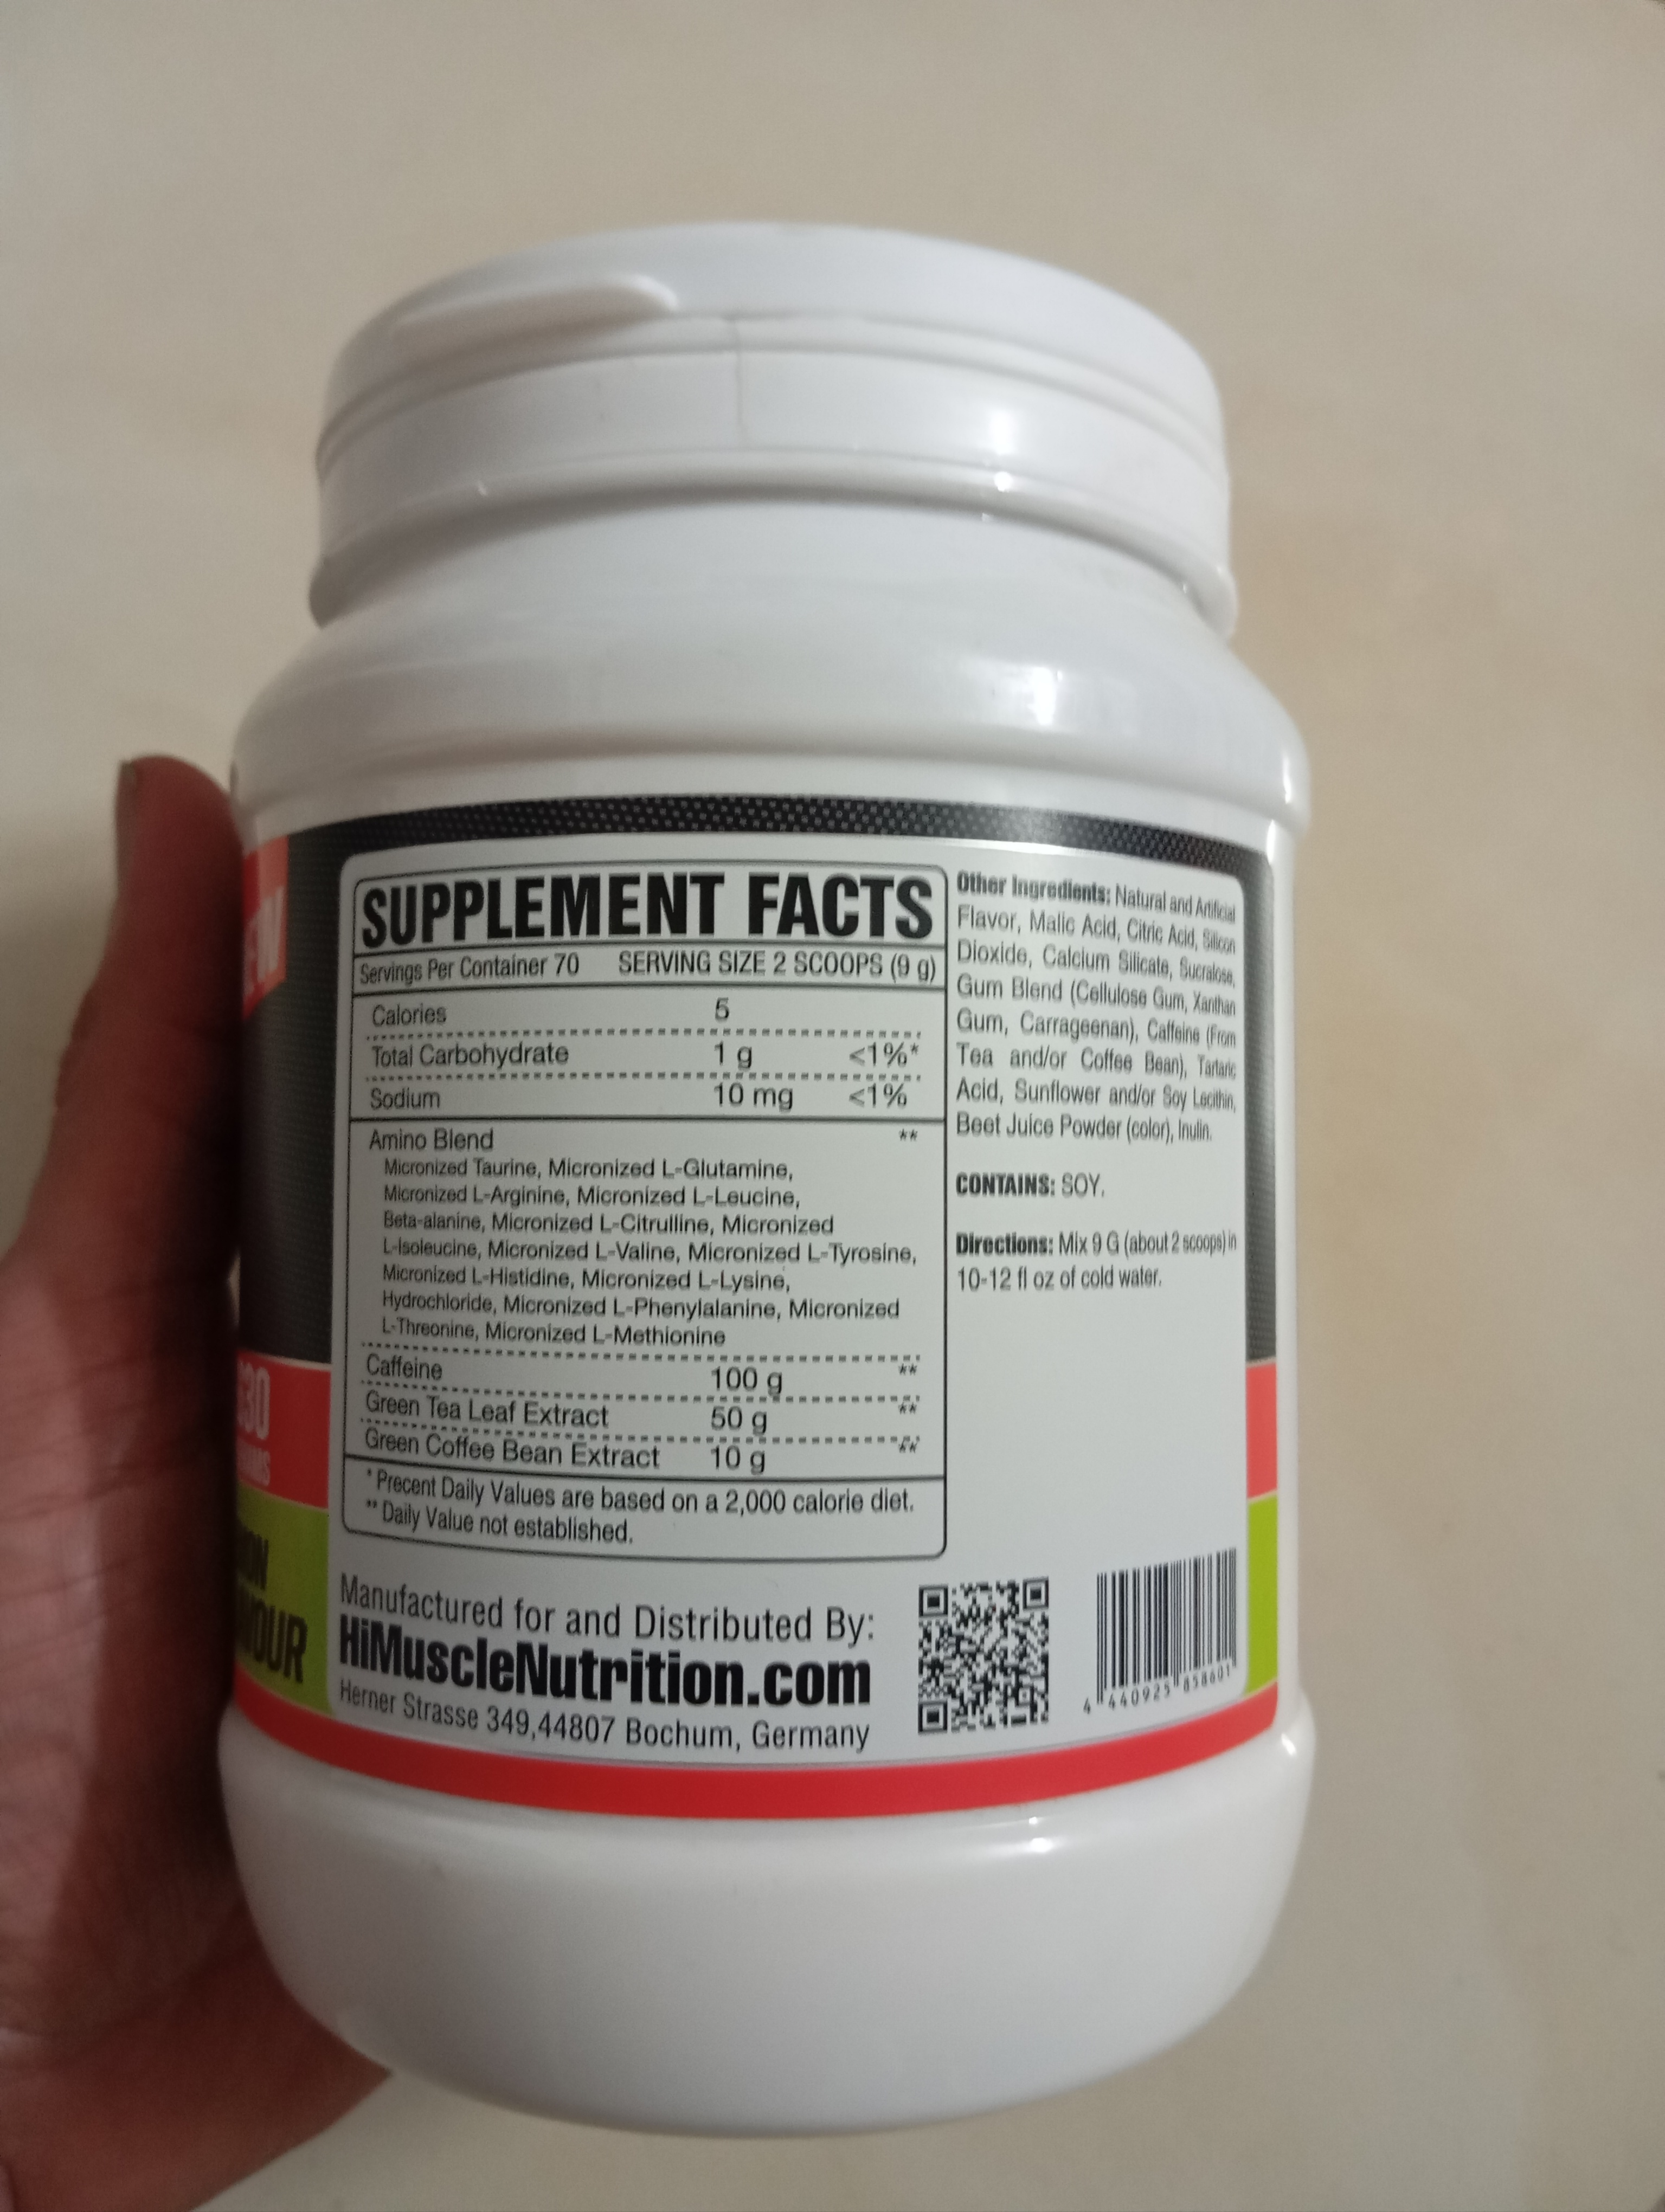 SUPPLEMENT FACTS
Servings Per Container 70 SERVING SIZE 2 SCOOPS (9 g)
Calories 5
Total Carbohydrate 1 g <1%*
Sodium 10 mg <1%
Amino Blend **
Micronized Taurine, Micronized L-Glutamine,
Micronized L-Arginine, Micronized L-Leucine,
Beta-alanine, Micronized L-Citrulline, Micronized
L-Isoleucine, Micronized L-Valine, Micronized L-Tyrosine,
Micronized L-Histidine, Micronized L-Lysine,
Hydrochloride, Micronized L-Phenylalanine, Micronized
L-Threonine, Micronized L-Methionine
Caffeine 100 g **
Green Tea Leaf Extract 50 g **
Green Coffee Bean Extract 10 g **
* Precent Daily Values are based on a 2,000 calorie diet.
** Daily Value not established.
Other Ingredients: Natural and Artificial
Flavor, Malic Acid, Citric Acid, Silicon
Dioxide, Calcium Silicate, Sucralose,
Gum Blend (Cellulose Gum, Xanthan
Gum, Carrageenan), Caffeine (From
Tea and/or Coffee Bean), Tartaric
Acid, Sunflower and/or Soy Lecithin,
Beet Juice Powder (color), Inulin.
CONTAINS: SOY.
Directions: Mix 9 G (about 2 scoops) in
10-12 fl oz of cold water.
Manufactured for and Distributed By:
HiMuscleNutrition.com
Herner Strasse 349,44807 Bochum, Germany
4 440925 858601